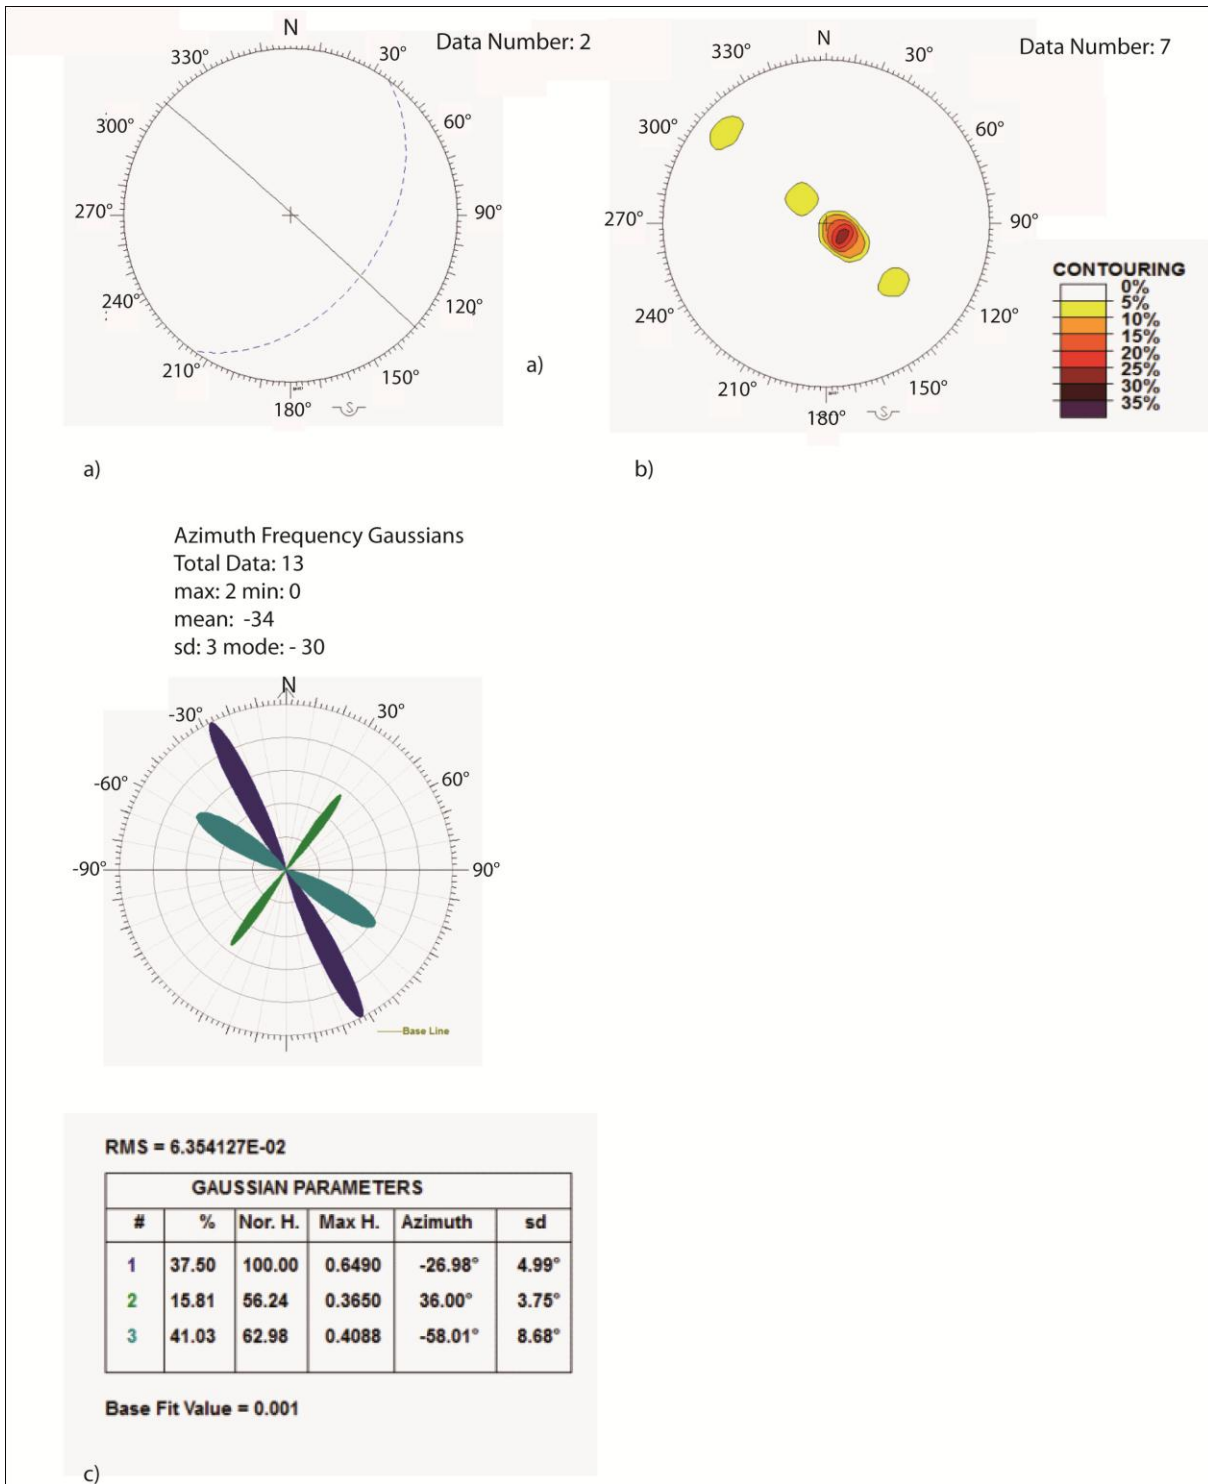 N
Data Number: 2
330°
30°
300°
60°
270°
90°
240°
120°
210°
150°
180°
S
a)
N
Data Number: 7
330°
30°
300°
60°
270°
90°
240°
120°
210°
150°
180°
S
CONTOURING
0%
5%
10%
15%
20%
25%
30%
35%
a)
b)
Azimuth Frequency Gaussians
Total Data: 13
max: 2 min: 0
mean: -34
sd: 3 mode: - 30
N
-30°
30°
-60°
60°
-90°
90°
Base Line
RMS = 6.354127E-02
GAUSSIAN PARAMETERS
# % Nor. H. Max H. Azimuth sd
1 37.50 100.00 0.6490 -26.98° 4.99°
2 15.81 56.24 0.3650 36.00° 3.75°
3 41.03 62.98 0.4088 -58.01° 8.68°
Base Fit Value = 0.001
c)